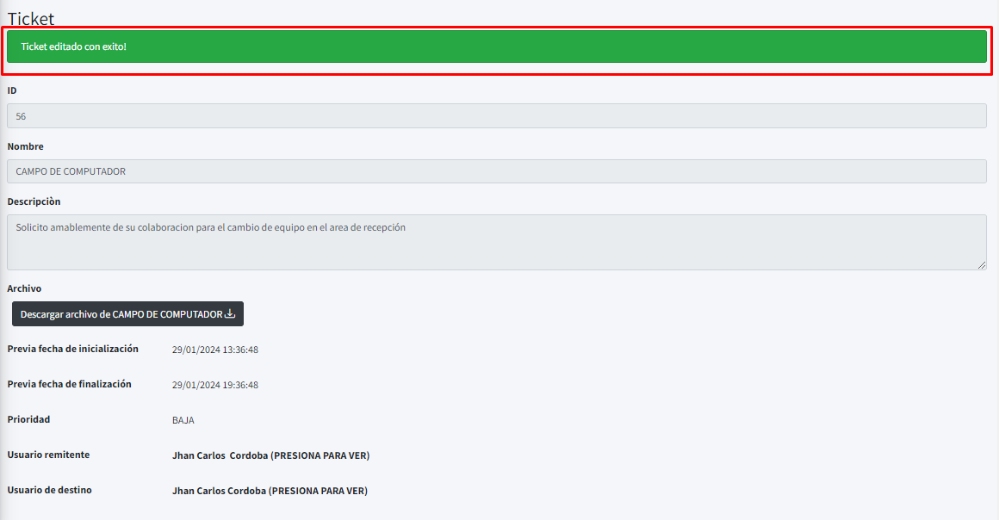 Ticket
Ticket editado con exito!
ID
56
Nombre
CAMPO DE COMPUTADOR
Descripciòn
Solicito amablemente de su colaboracion para el cambio de equipo en el area de recepción
Archivo
Descargar archivo de CAMPO DE COMPUTADOR
Previa fecha de inicialización 29/01/2024 13:36:48
Previa fecha de finalización 29/01/2024 19:36:48
Prioridad BAJA
Usuario remitente Jhan Carlos  Cordoba (PRESIONA PARA VER)
Usuario de destino Jhan Carlos Cordoba (PRESIONA PARA VER)